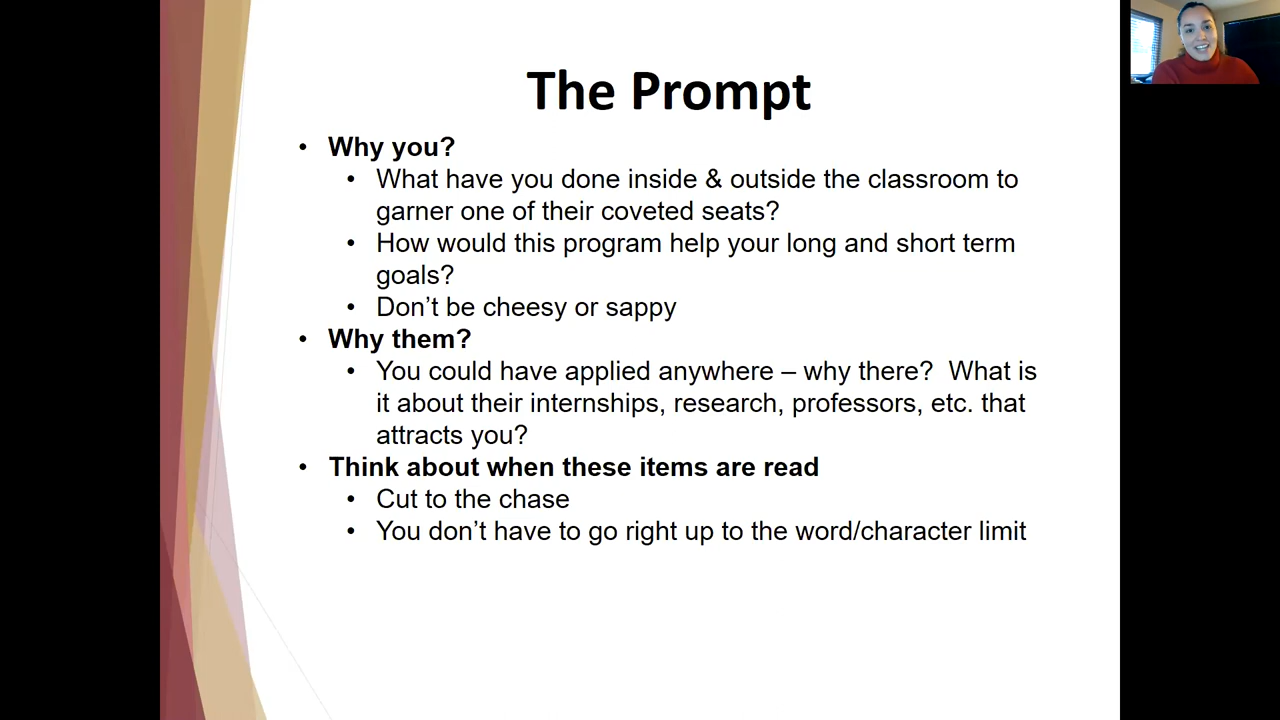 The Prompt
• Why you?
• What have you done inside & outside the classroom to
garner one of their coveted seats?
• How would this program help your long and short term
goals?
• Don’t be cheesy or sappy
• Why them?
• You could have applied anywhere – why there?  What is
it about their internships, research, professors, etc. that
attracts you?
• Think about when these items are read
• Cut to the chase
• You don’t have to go right up to the word/character limit